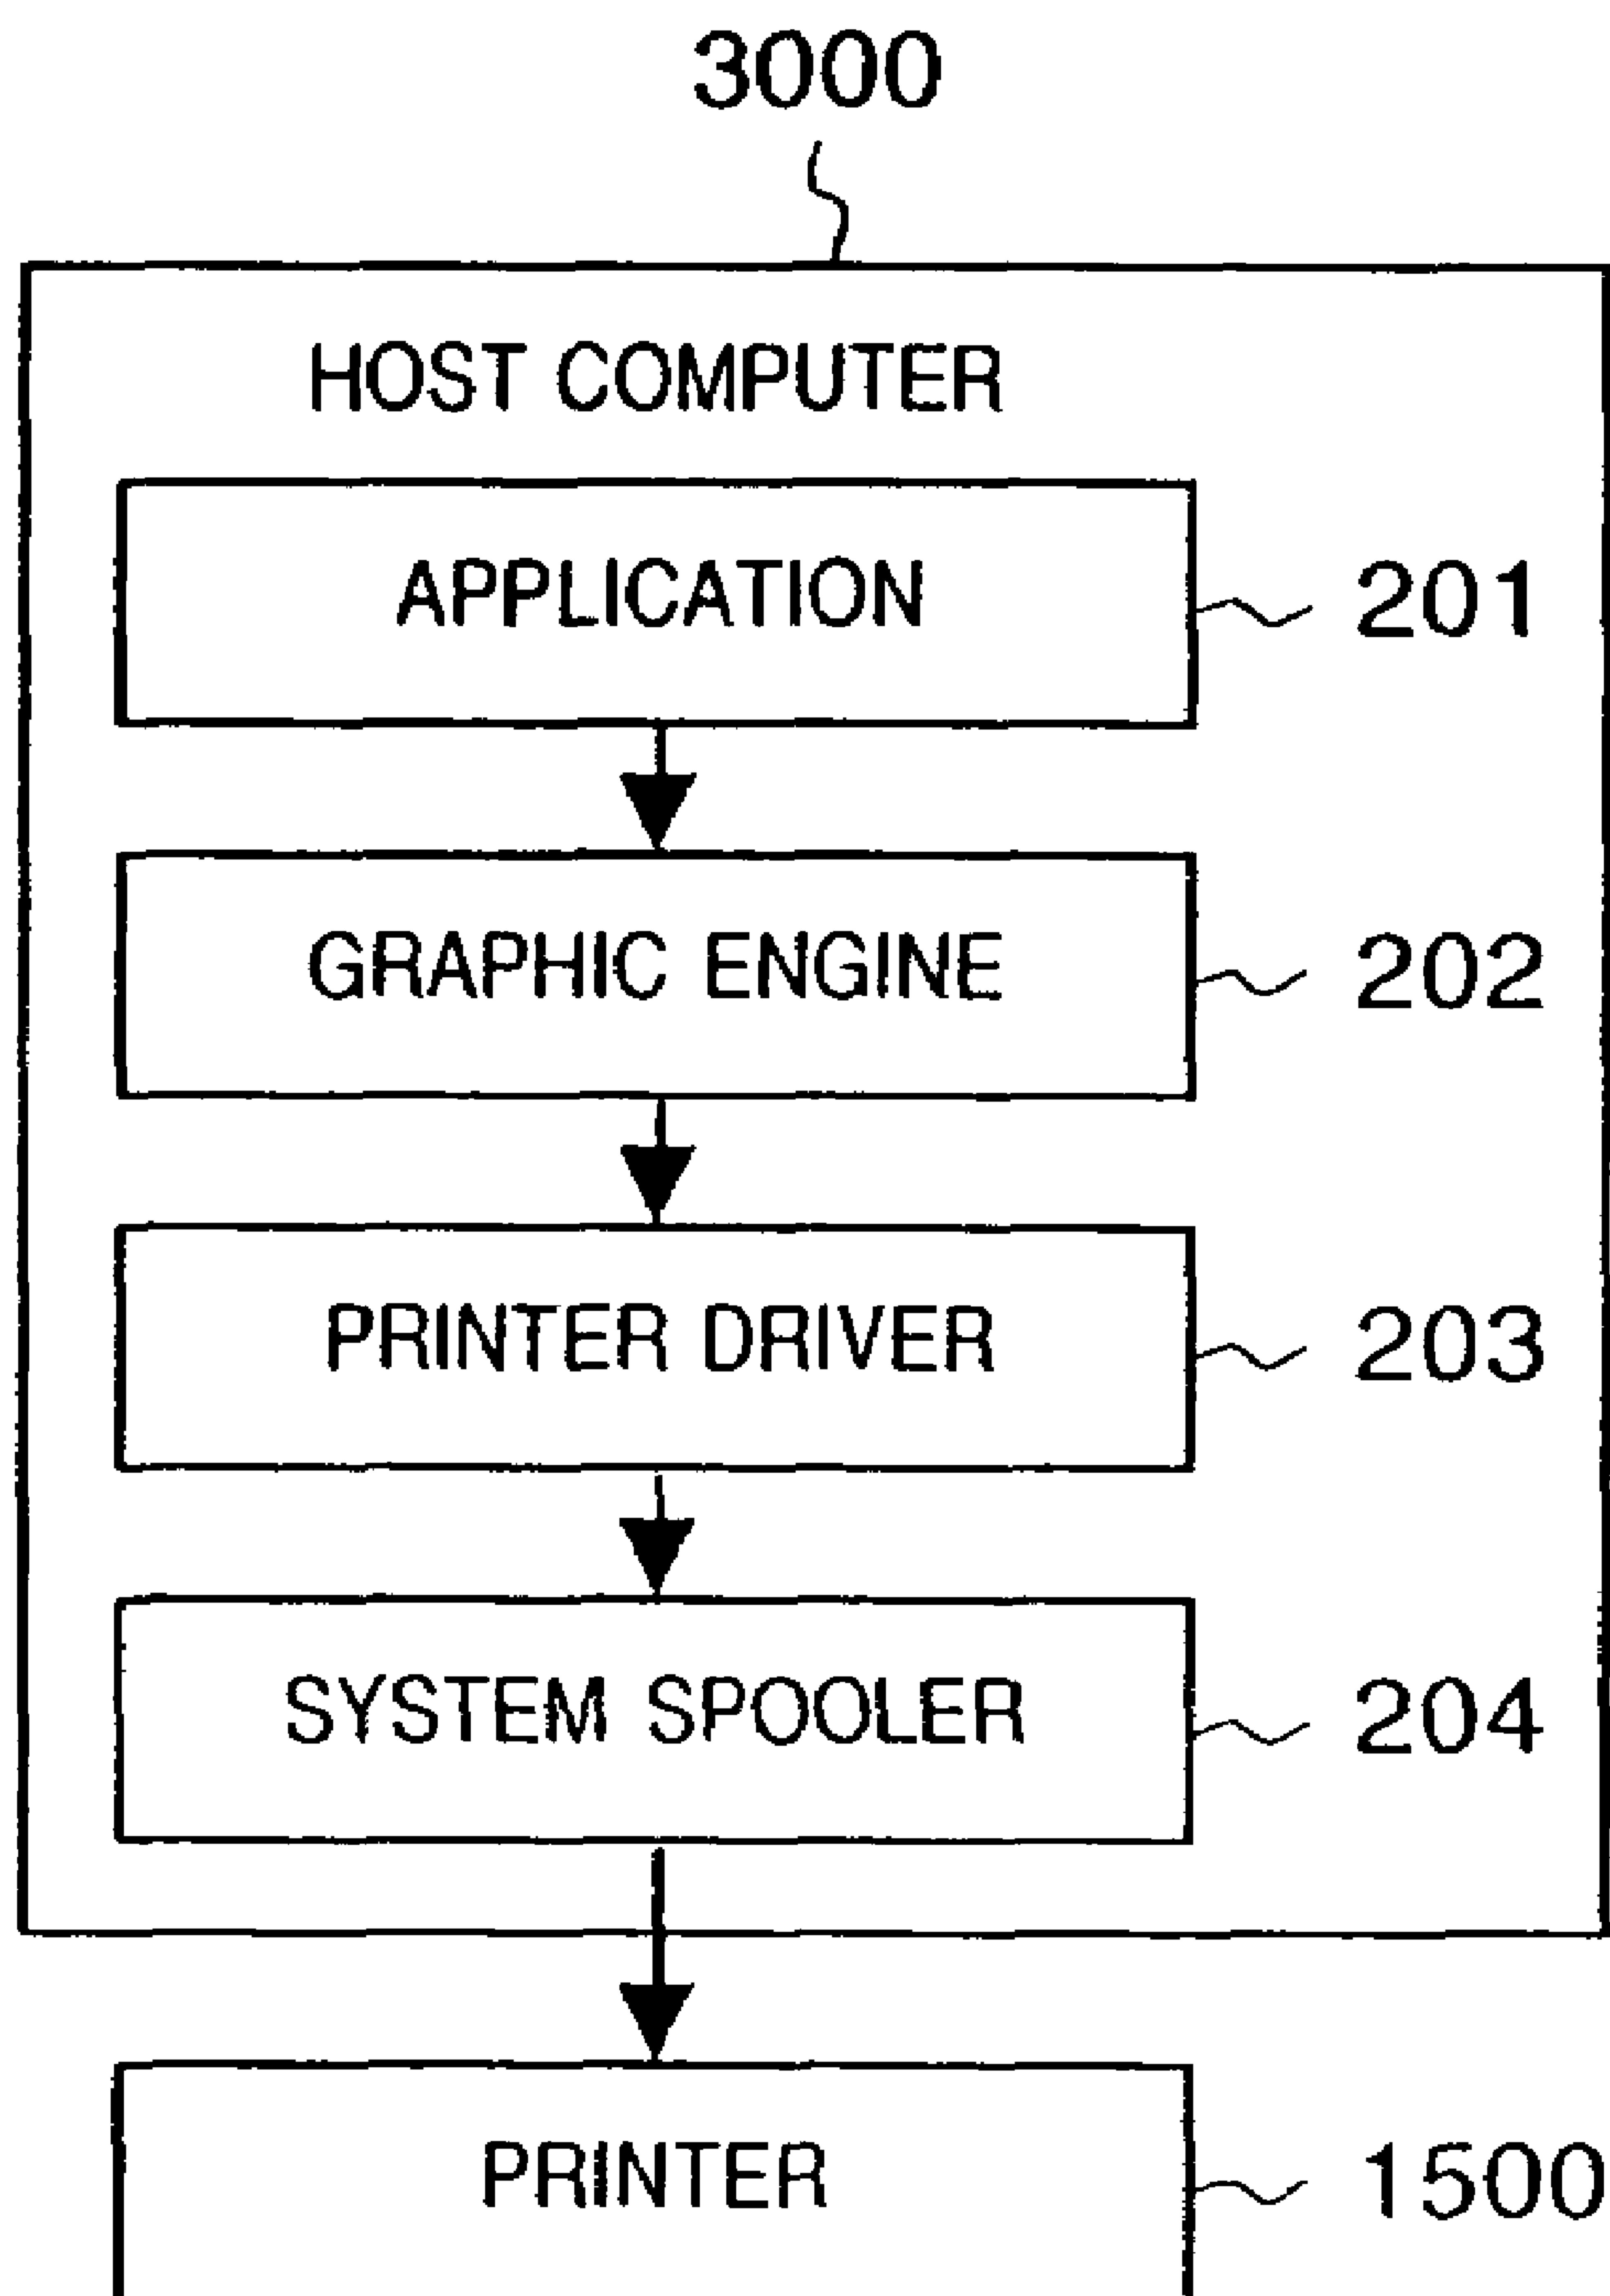 3000
HOST COMPUTER
APPLICATION 201
GRAPHIC ENGINE 202
PRINTER DRIVER 203
SYSTEM SPOOLER 204
PRINTER 1500